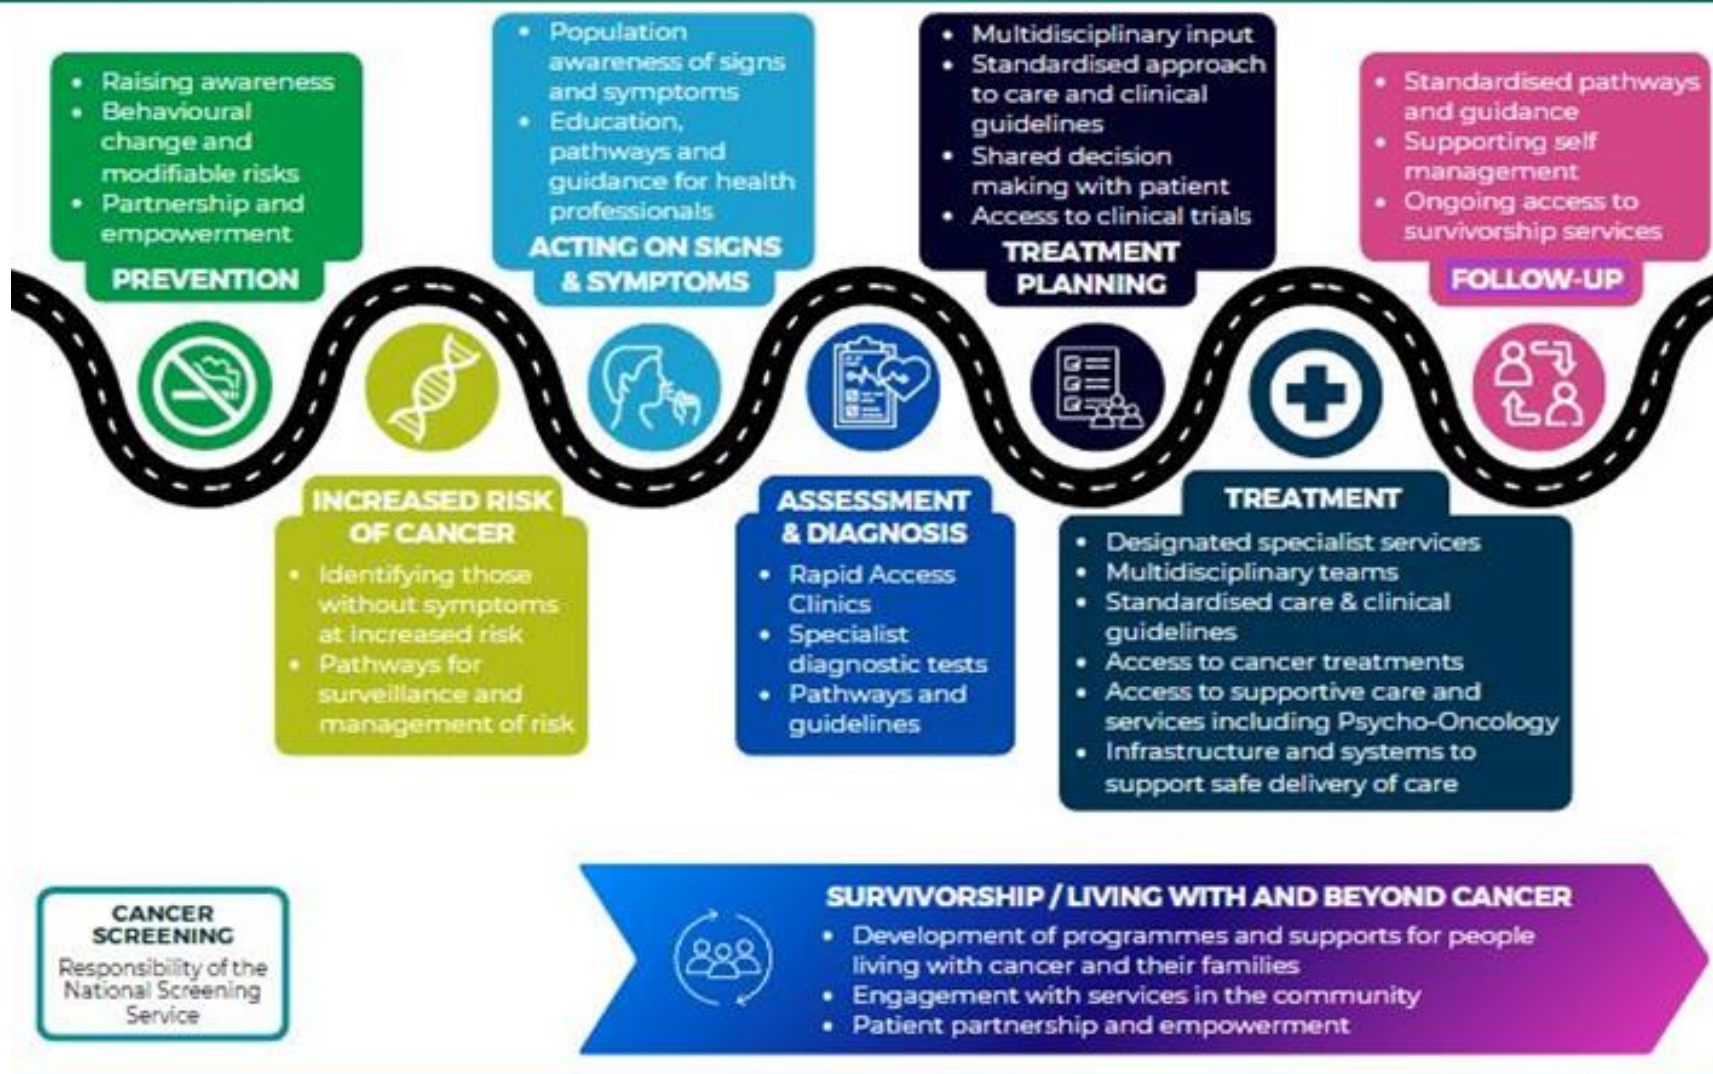 • Raising awareness
• Behavioural
change and
modifiable risks
• Partnership and
empowerment
PREVENTION
INCREASED RISK
OF CANCER
• Identifying those
without symptoms
at increased risk
• Pathways for
surveillance and
management of risk
• Population
awareness of signs
and symptoms
• Education,
pathways and
guidance for health
professionals
ACTING ON SIGNS
& SYMPTOMS
ASSESSMENT
& DIAGNOSIS
• Rapid Access
Clinics
• Specialist
diagnostic tests
• Pathways and
guidelines
• Multidisciplinary input
• Standardised approach
to care and clinical
guidelines
• Shared decision
making with patient
• Access to clinical trials
TREATMENT
PLANNING
TREATMENT
• Designated specialist services
• Multidisciplinary teams
• Standardised care & clinical
guidelines
• Access to cancer treatments
• Access to supportive care and
services including Psycho-Oncology
• Infrastructure and systems to
support safe delivery of care
• Standardised pathways
and guidance
• Supporting self
management
• Ongoing access to
survivorship services
FOLLOW-UP
CANCER
SCREENING
Responsibility of the
National Screening
Service
SURVIVORSHIP / LIVING WITH AND BEYOND CANCER
• Development of programmes and supports for people
living with cancer and their families
• Engagement with services in the community
• Patient partnership and empowerment